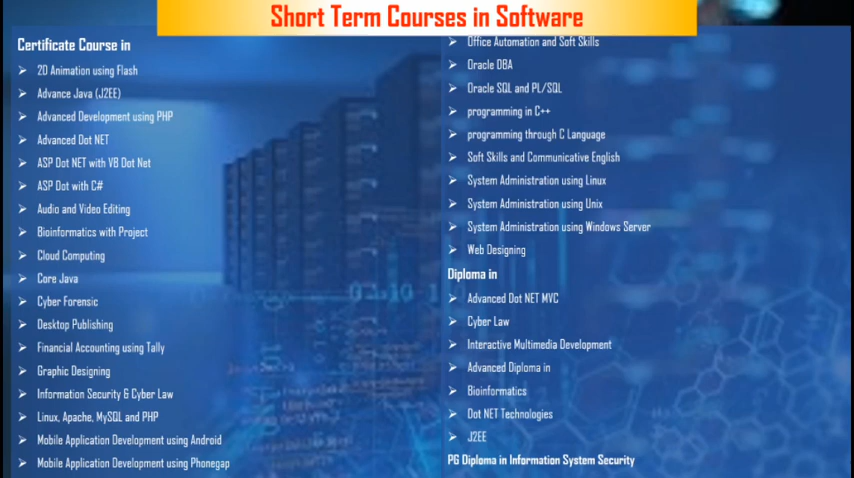 Short Term Courses in Software
Certificate Course in
➢ 2D Animation using Flash
➢ Advance Java (J2EE)
➢ Advanced Development using PHP
➢ Advanced Dot NET
➢ ASP Dot NET with VB Dot Net
➢ ASP Dot with C#
➢ Audio and Video Editing
➢ Bioinformatics with Project
➢ Cloud Computing
➢ Core Java
➢ Cyber Forensic
➢ Desktop Publishing
➢ Financial Accounting using Tally
➢ Graphic Designing
➢ Information Security & Cyber Law
➢ Linux, Apache, MySQL and PHP
➢ Mobile Application Development using Android
➢ Mobile Application Development using Phonegap
➢ Office Automation and Soft Skills
➢ Oracle DBA
➢ Oracle SQL and PL/SQL
➢ programming in C++
➢ programming through C Language
➢ Soft Skills and Communicative English
➢ System Administration using Linux
➢ System Administration using Unix
➢ System Administration using Windows Server
➢ Web Designing
Diploma in
➢ Advanced Dot NET MVC
➢ Cyber Law
➢ Interactive Multimedia Development
➢ Advanced Diploma in
➢ Bioinformatics
➢ Dot NET Technologies
➢ J2EE
PG Diploma in Information System Security